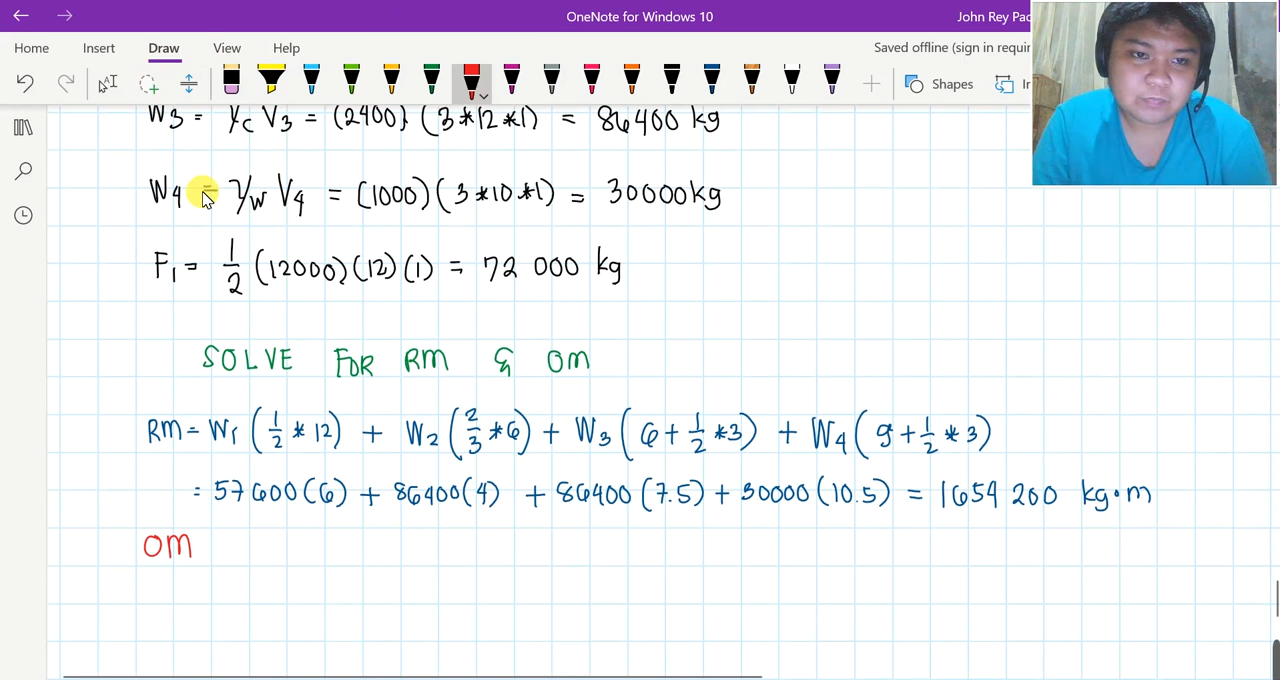 OneNote for Windows 10
John Rey Pac
Home Insert Draw View Help
Saved offline (sign in requir
Shapes In
W3 = γc V3 = (2400) (3*12*1) = 86400 kg
W4 = γw V4 = (1000)(3*10*1) = 30000kg
F1 = 1/2 (12000)(12)(1) = 72 000 kg
SOLVE FOR RM & OM
RM = W1 (1/2 * 12) + W2 (2/3 *6) + W3 (6+1/2 *3) + W4 (9+1/2 *3)
= 57600(6) + 86400(4) + 86400(7.5) + 30000(10.5) = 1654 200 kg•m
OM